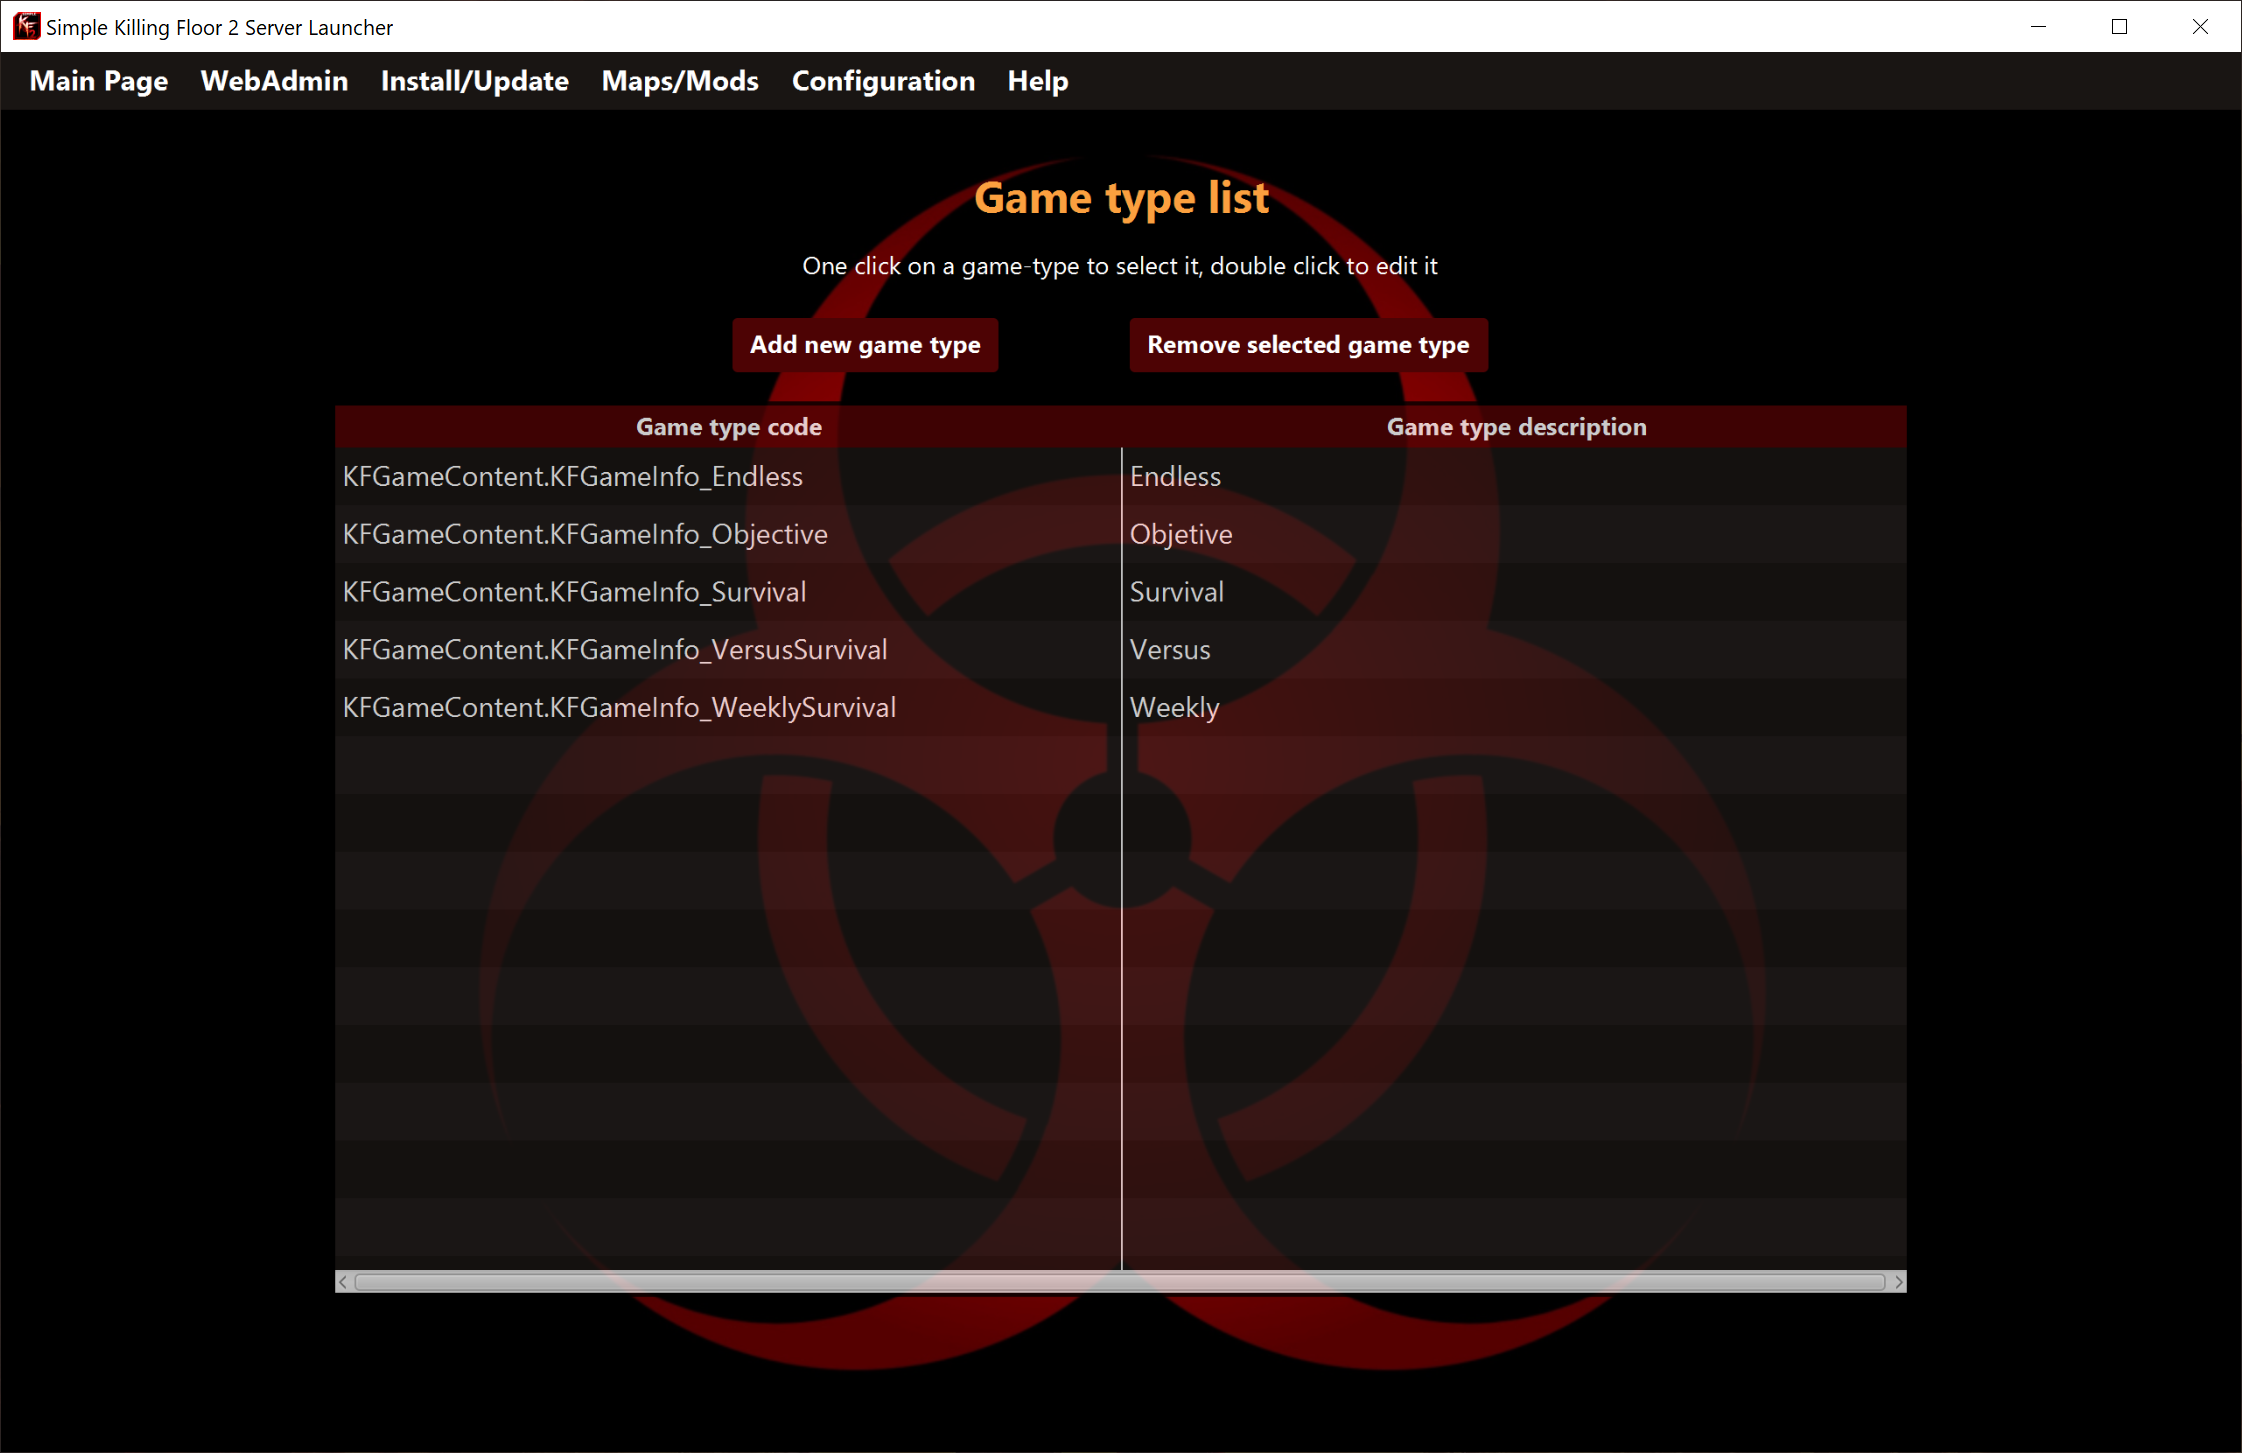 Simple Killing Floor 2 Server Launcher
Main Page WebAdmin Install/Update Maps/Mods Configuration Help
Game type list
One click on a game-type to select it, double click to edit it
Add new game type Remove selected game type
Game type code Game type description
KFGameContent.KFGameInfo_Endless Endless
KFGameContent.KFGameInfo_Objective Objetive
KFGameContent.KFGameInfo_Survival Survival
KFGameContent.KFGameInfo_VersusSurvival Versus
KFGameContent.KFGameInfo_WeeklySurvival Weekly